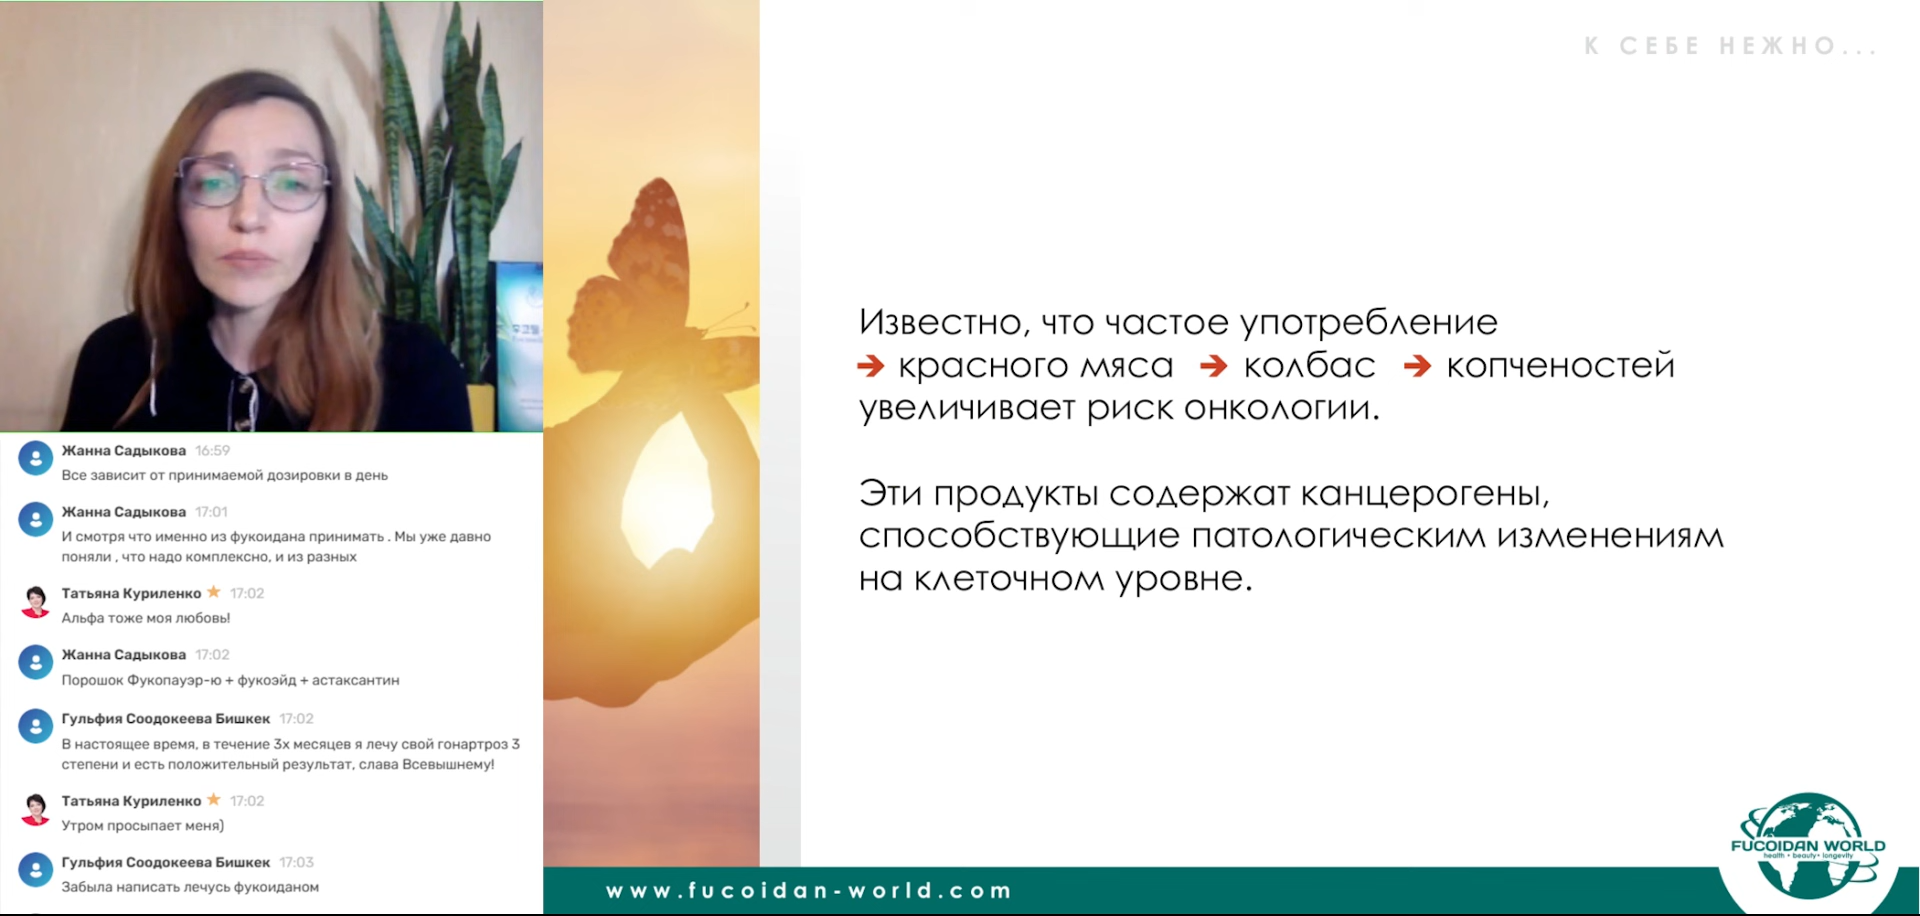 К СЕБЕ НЕЖНО...
Известно, что частое употребление
➔ красного мяса ➔ колбас ➔ копченостей
увеличивает риск онкологии.
Эти продукты содержат канцерогены,
способствующие патологическим изменениям
на клеточном уровне.
Жанна Садыкова 16:59
Все зависит от принимаемой дозировки в день
Жанна Садыкова 17:01
И смотря что именно из фукоидана принимать . Мы уже давно
поняли , что надо комплексно, и из разных
Татьяна Куриленко 17:02
Альфа тоже моя любовь!
Жанна Садыкова 17:02
Порошок Фукопауэр-ю + фукоэйд + астаксантин
Гульфия Соодокеева Бишкек 17:02
В настоящее время, в течение 3х месяцев я лечу свой гонартроз 3
степени и есть положительный результат, слава Всевышнему!
Татьяна Куриленко 17:02
Утром просыпает меня)
Гульфия Соодокеева Бишкек 17:03
Забыла написать лечусь фукоиданом
www.fucoidan-world.com
FUCOIDAN WORLD
health • beauty • longevity